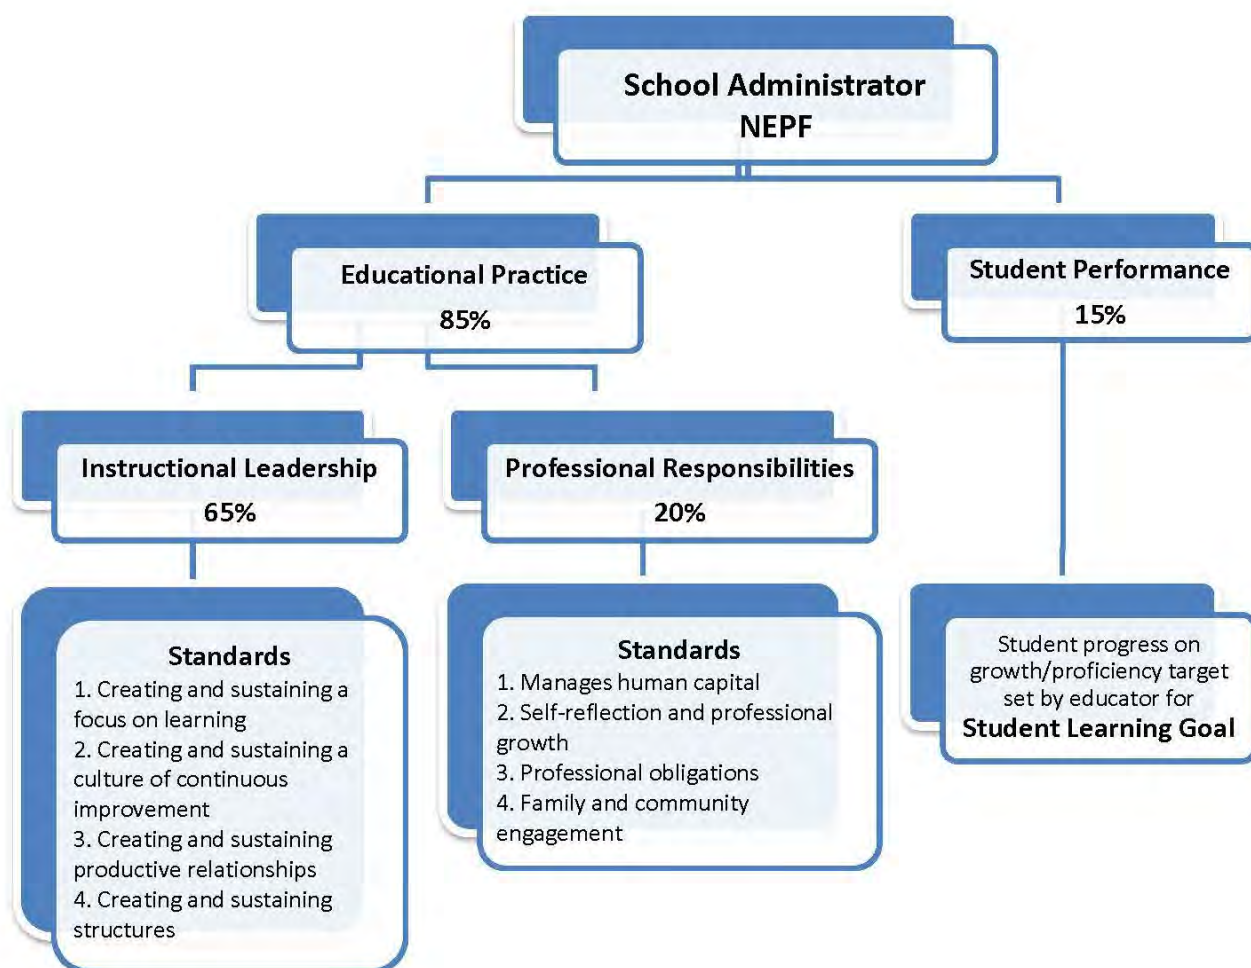 School Administrator
NEPF
Educational Practice
85%
Student Performance
15%
Instructional Leadership
65%
Professional Responsibilities
20%
Standards
1. Creating and sustaining a
focus on learning
2. Creating and sustaining a
culture of continuous
improvement
3. Creating and sustaining
productive relationships
4. Creating and sustaining
structures
Standards
1. Manages human capital
2. Self-reflection and professional
growth
3. Professional obligations
4. Family and community
engagement
Student progress on
growth/proficiency target
set by educator for
Student Learning Goal